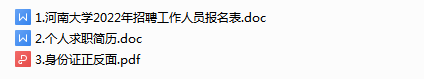 1.河南大学2022年招聘工作人员报名表.doc
2.个人求职简历.doc
3.身份证正反面.pdf